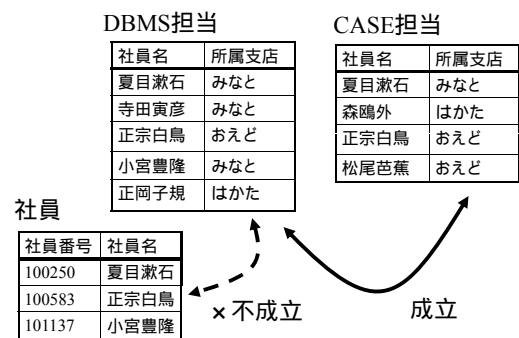 DBMS担当
社員名 所属支店
夏目漱石 みなと
寺田寅彦 みなと
正宗白鳥 おえど
小宮豊隆 みなと
正岡子規 はかた
CASE担当
社員名 所属支店
夏目漱石 みなと
森鴎外 はかた
正宗白鳥 おえど
松尾芭蕉 おえど
社員
社員番号 社員名
100250 夏目漱石
100583 正宗白鳥
101137 小宮豊隆
×不成立
成立